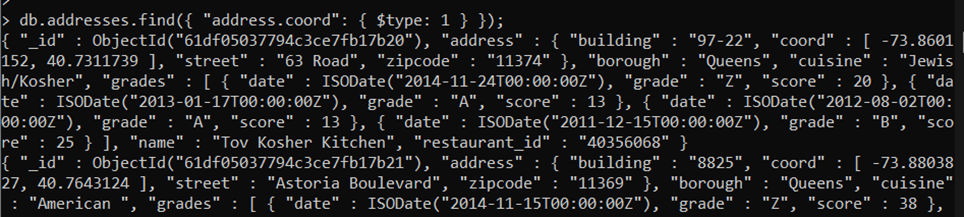 > db.addresses.find({ "address.coord": { $type: 1 } });
{ "_id" : ObjectId("61df05037794c3ce7fb17b20"), "address" : { "building" : "97-22", "coord" : [ -73.8601
152, 40.7311739 ], "street" : "63 Road", "zipcode" : "11374" }, "borough" : "Queens", "cuisine" : "Jewis
h/Kosher", "grades" : [ { "date" : ISODate("2014-11-24T00:00:00Z"), "grade" : "Z", "score" : 20 }, { "da
te" : ISODate("2013-01-17T00:00:00Z"), "grade" : "A", "score" : 13 }, { "date" : ISODate("2012-08-02T00:
00:00Z"), "grade" : "A", "score" : 13 }, { "date" : ISODate("2011-12-15T00:00:00Z"), "grade" : "B", "sco
re" : 25 } ], "name" : "Tov Kosher Kitchen", "restaurant_id" : "40356068" }
{ "_id" : ObjectId("61df05037794c3ce7fb17b21"), "address" : { "building" : "8825", "coord" : [ -73.88038
27, 40.7643124 ], "street" : "Astoria Boulevard", "zipcode" : "11369" }, "borough" : "Queens", "cuisine"
: "American ", "grades" : [ { "date" : ISODate("2014-11-15T00:00:00Z"), "grade" : "Z", "score" : 38 },